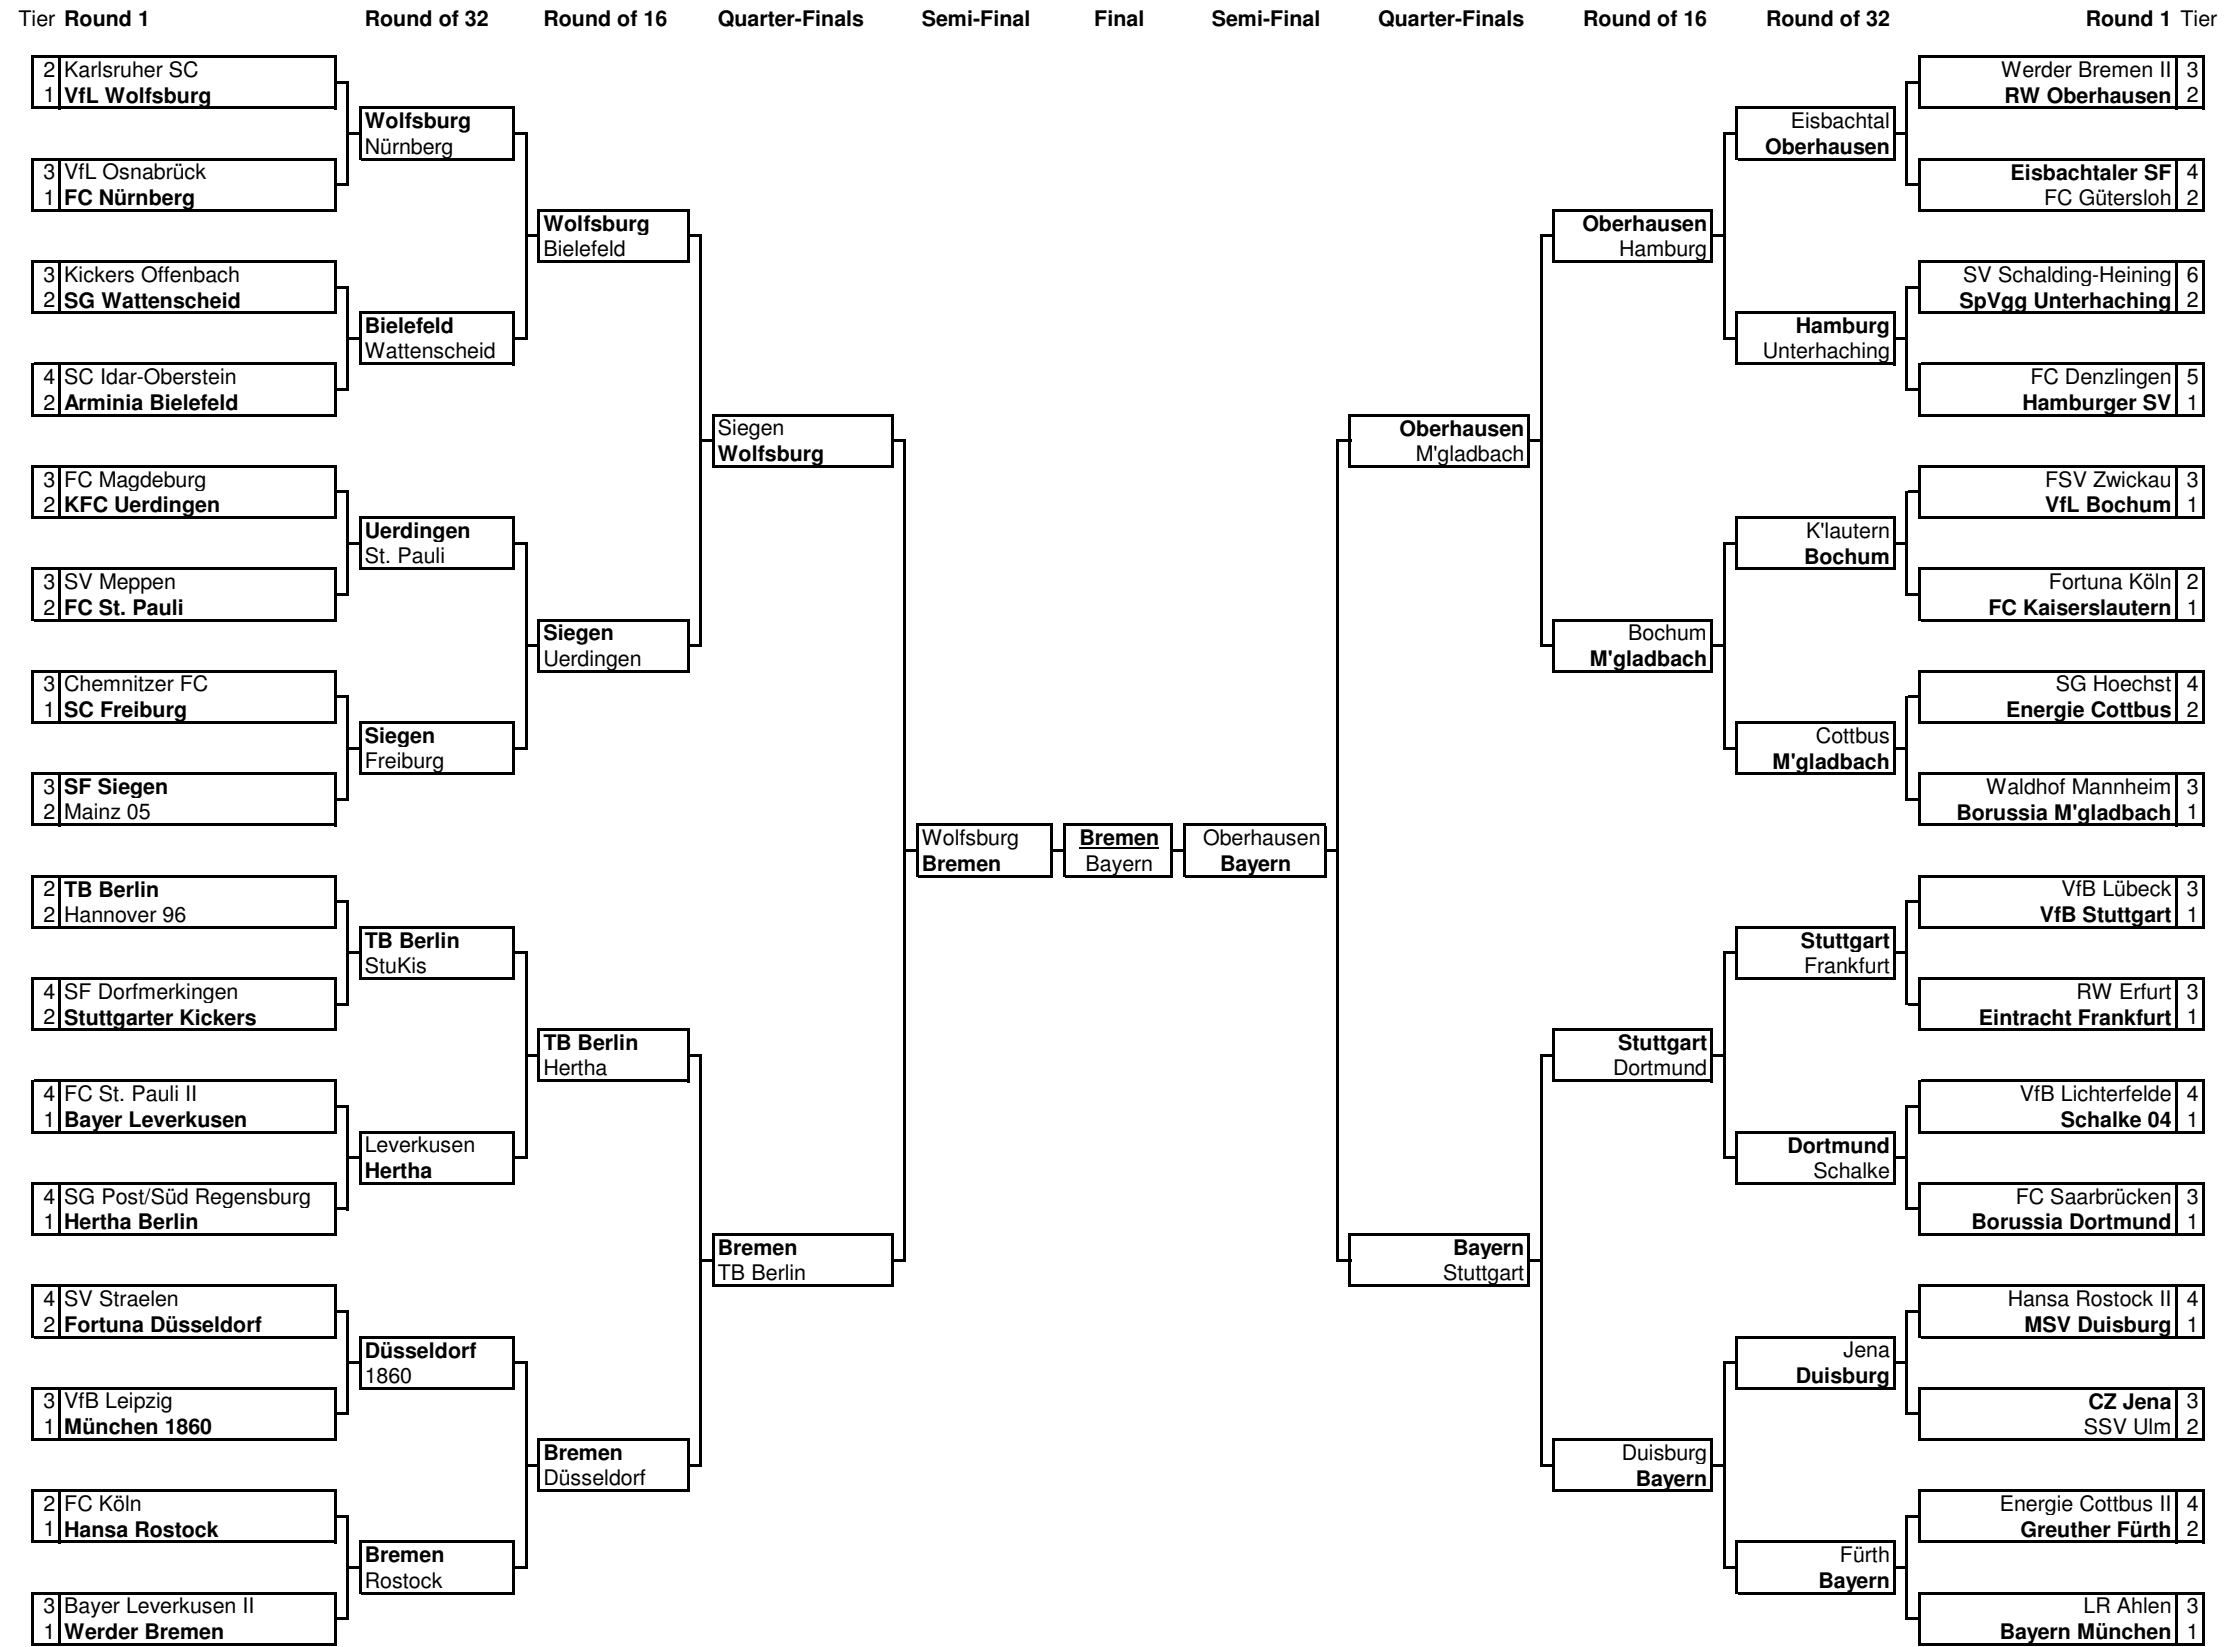 Tier Round 1 Round of 32 Round of 16 Quarter-Finals Semi-Final Final Semi-Final Quarter-Finals Round of 16 Round of 32 Round 1 Tier
2 Karlsruher SC
1 VfL Wolfsburg
3 VfL Osnabrück
1 FC Nürnberg
3 Kickers Offenbach
2 SG Wattenscheid
4 SC Idar-Oberstein
2 Arminia Bielefeld
3 FC Magdeburg
2 KFC Uerdingen
3 SV Meppen
2 FC St. Pauli
3 Chemnitzer FC
1 SC Freiburg
3 SF Siegen
2 Mainz 05
2 TB Berlin
2 Hannover 96
4 SF Dorfmerkingen
2 Stuttgarter Kickers
4 FC St. Pauli II
1 Bayer Leverkusen
4 SG Post/Süd Regensburg
1 Hertha Berlin
4 SV Straelen
2 Fortuna Düsseldorf
3 VfB Leipzig
1 München 1860
2 FC Köln
1 Hansa Rostock
3 Bayer Leverkusen II
1 Werder Bremen
Wolfsburg
Nürnberg
Bielefeld
Wattenscheid
Uerdingen
St. Pauli
Siegen
Freiburg
TB Berlin
StuKis
Leverkusen
Hertha
Düsseldorf
1860
Bremen
Rostock
Wolfsburg
Bielefeld
Siegen
Uerdingen
TB Berlin
Hertha
Bremen
Düsseldorf
Siegen
Wolfsburg
Bremen
TB Berlin
Wolfsburg
Bremen
Bremen
Bayern
Oberhausen
Bayern
Oberhausen
M'gladbach
Bayern
Stuttgart
Oberhausen
Hamburg
Bochum
M'gladbach
Stuttgart
Dortmund
Duisburg
Bayern
Eisbachtal
Oberhausen
Hamburg
Unterhaching
K'lautern
Bochum
Cottbus
M'gladbach
Stuttgart
Frankfurt
Dortmund
Schalke
Jena
Duisburg
Fürth
Bayern
Werder Bremen II 3
RW Oberhausen 2
Eisbachtaler SF 4
FC Gütersloh 2
SV Schalding-Heining 6
SpVgg Unterhaching 2
FC Denzlingen 5
Hamburger SV 1
FSV Zwickau 3
VfL Bochum 1
Fortuna Köln 2
FC Kaiserslautern 1
SG Hoechst 4
Energie Cottbus 2
Waldhof Mannheim 3
Borussia M'gladbach 1
VfB Lübeck 3
VfB Stuttgart 1
RW Erfurt 3
Eintracht Frankfurt 1
VfB Lichterfelde 4
Schalke 04 1
FC Saarbrücken 3
Borussia Dortmund 1
Hansa Rostock II 4
MSV Duisburg 1
CZ Jena 3
SSV Ulm 2
Energie Cottbus II 4
Greuther Fürth 2
LR Ahlen 3
Bayern München 1